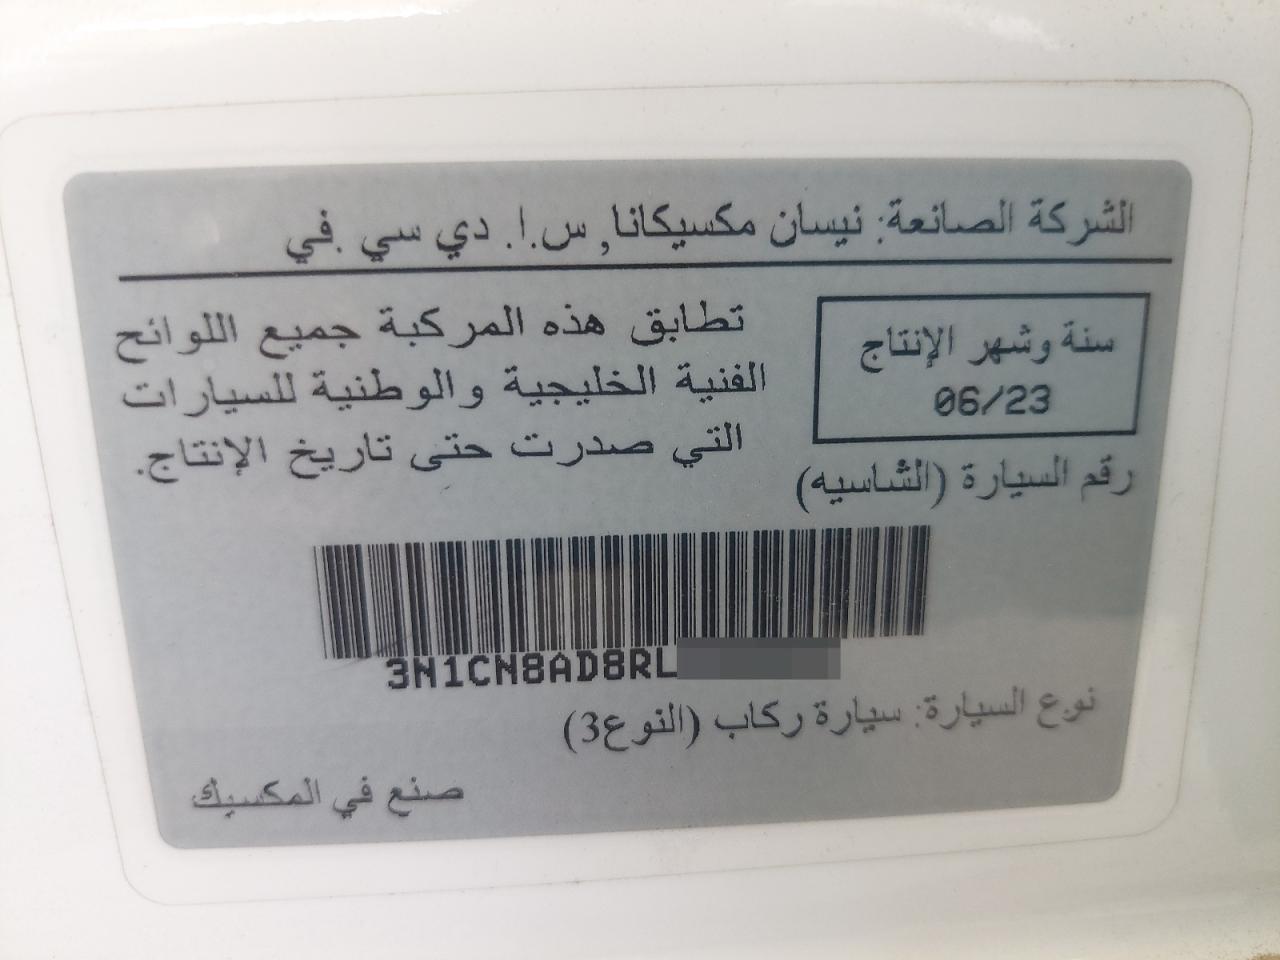 الشركة الصانعة: نيسان مكسيكانا, س.ا. دي سي .في
سنة وشهر الإنتاج
06/23
تطابق هذه المركبة جميع اللوائح
الفنية الخليجية والوطنية للسيارات
التي صدرت حتى تاريخ الإنتاج.
رقم السيارة (الشاسيه)
3N1CN8AD8RL
نوع السيارة: سيارة ركاب (النوع3)
صنع في المكسيك